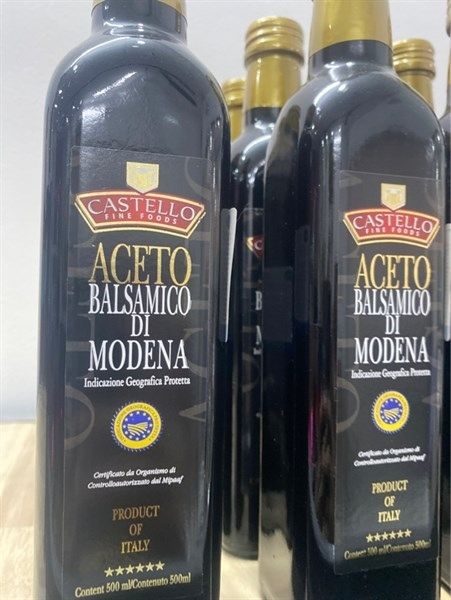 CASTELLO
FINE FOODS
ACETO
BALSAMICO
DI
MODENA
Indicazione Geografica Protetta
Certificato da Organismo di
Controlloautorizzato dal Mipaaf
PRODUCT
OF
ITALY
Content 500 ml/Contenuto 500ml
CASTELLO
FINE FOODS
ACETO
BALSAMICO
DI
MODENA
Indicazione Geografica Protetta
Certificato da Organismo di
Controlloautorizzato dal Mipaaf
PRODUCT
OF
ITALY
Content 500 ml/Contenuto 500ml